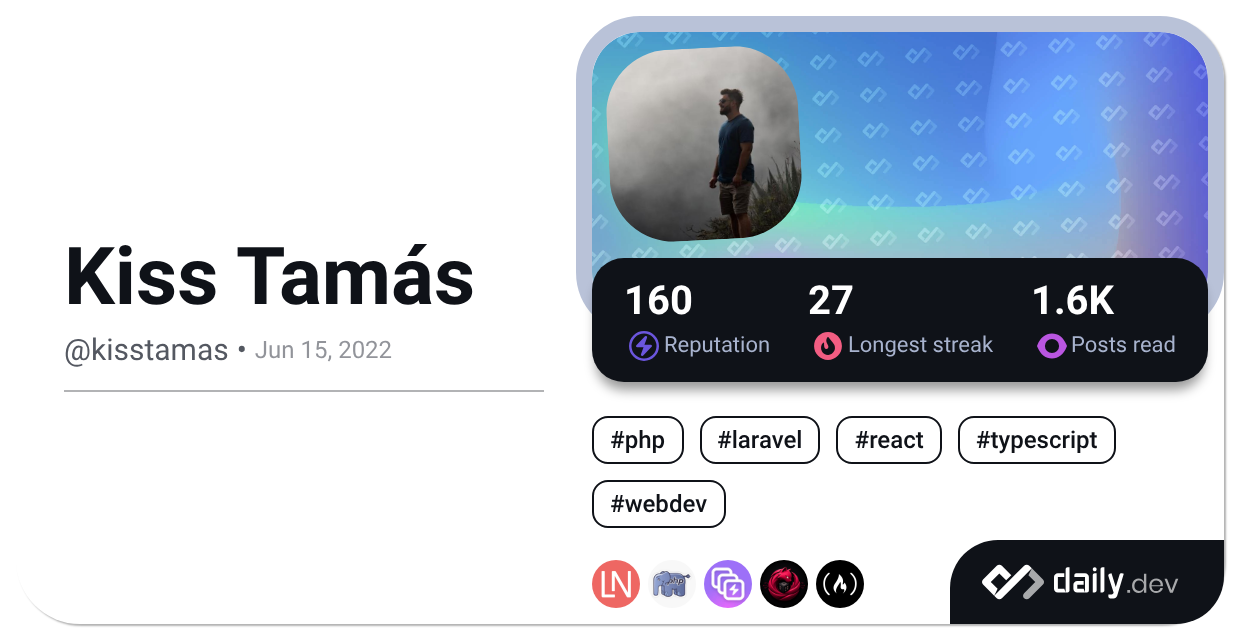 Kiss Tamás
@kisstamas • Jun 15, 2022
160
Reputation
27
Longest streak
1.6K
Posts read
#php
#laravel
#react
#typescript
#webdev
LN
php
daily.dev